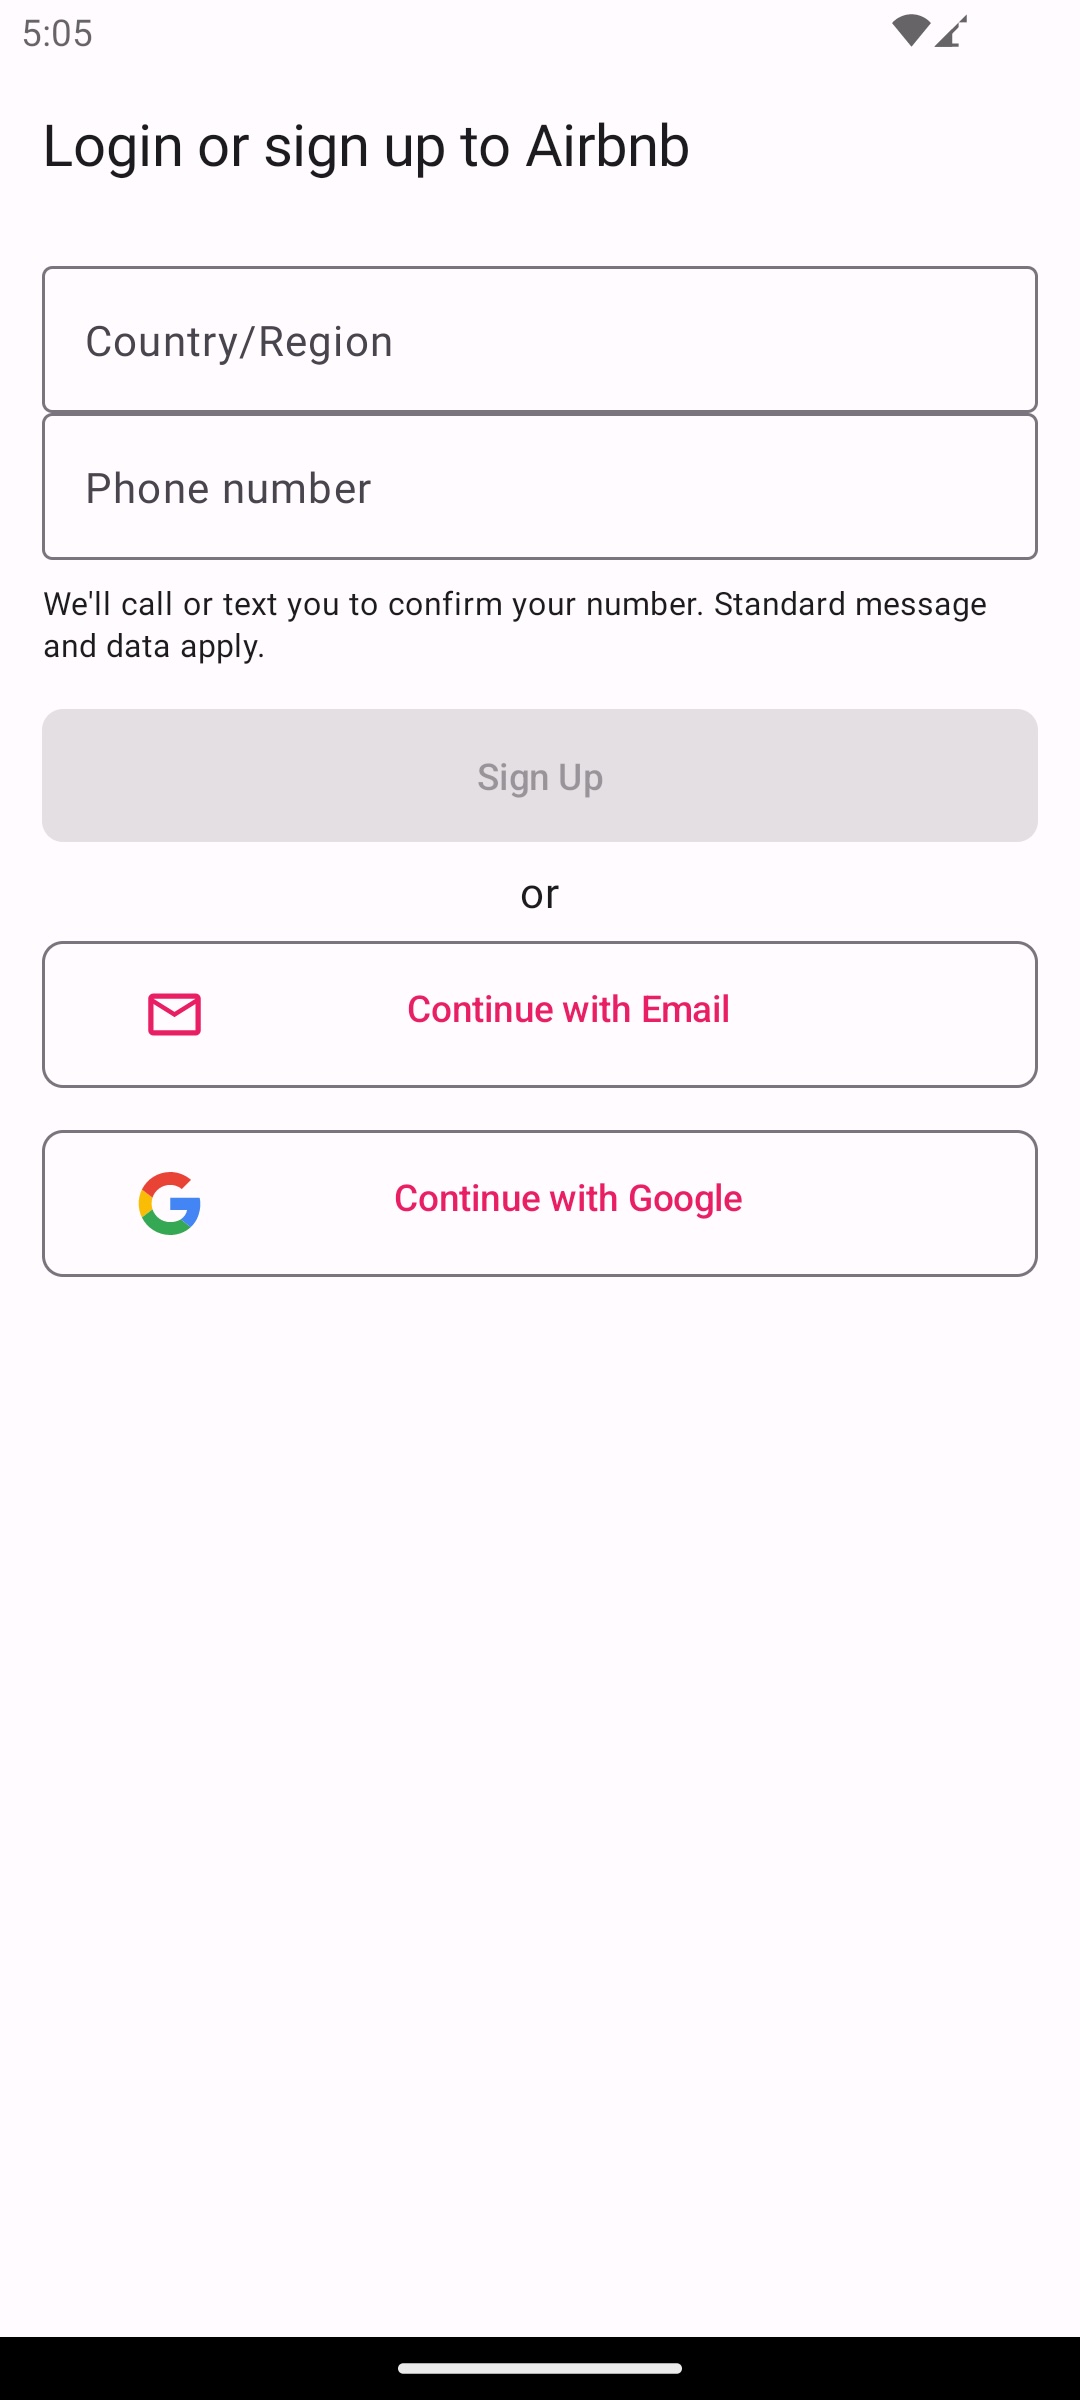 5:05
Login or sign up to Airbnb
Country/Region
Phone number
We'll call or text you to confirm your number. Standard message
and data apply.
Sign Up
or
Continue with Email
Continue with Google